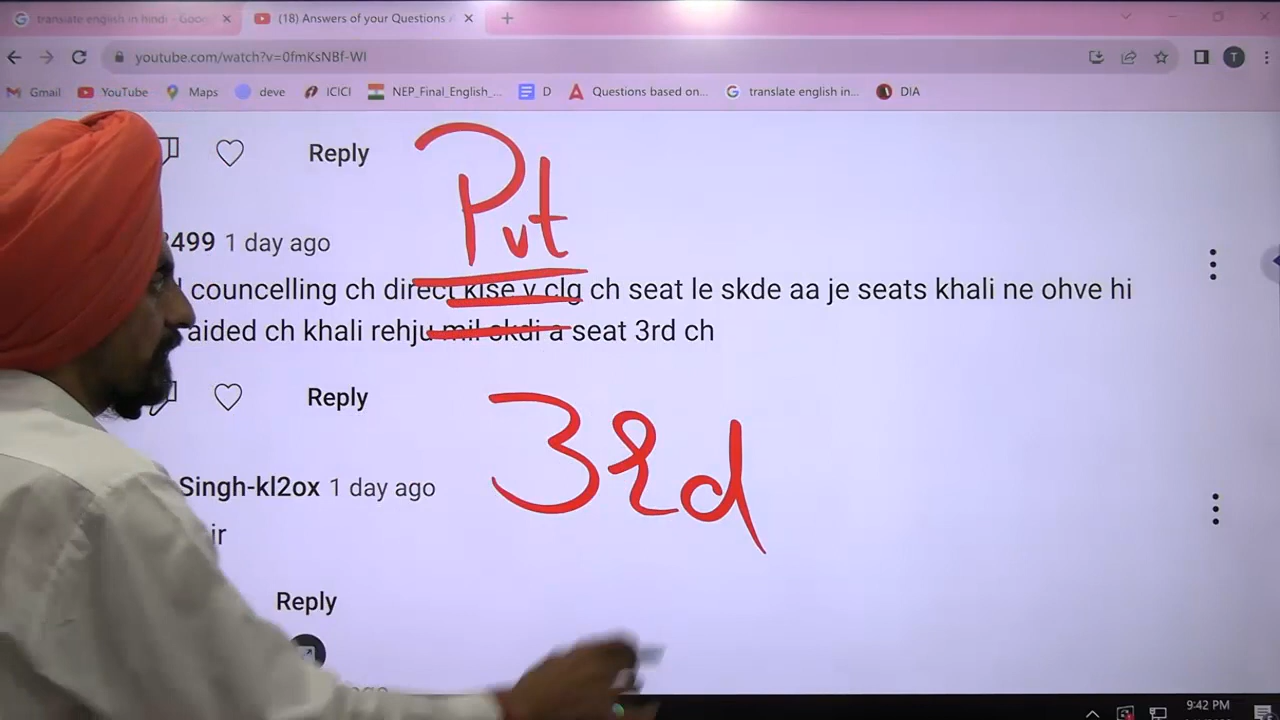 translate english in hindi - Goog
(18) Answers of your Questions
youtube.com/watch?v=0fmKsNBf-WI
T
Gmail
YouTube
Maps
deve
ICICI
NEP_Final_English_...
D
Questions based on...
translate english in...
DIA
Reply
Pvt
499 1 day ago
councelling ch direct kise v clg ch seat le skde aa je seats khali ne ohve hi
aided ch khali rehju mil skdi a seat 3rd ch
Reply
3rd
Singh-kl2ox 1 day ago
ir
Reply
9:42 PM